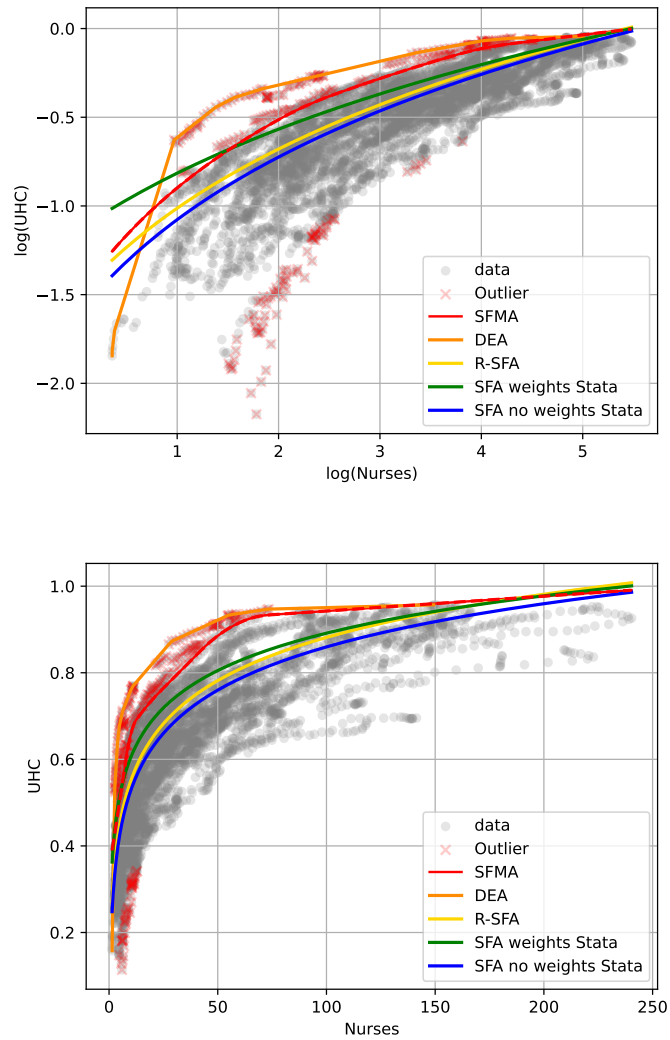 0.0
−0.5
−1.0
−1.5
−2.0
log(UHC)
data
Outlier
SFMA
DEA
R-SFA
SFA weights Stata
SFA no weights Stata
1 2 3 4 5
log(Nurses)
1.0
0.8
0.6
0.4
0.2
UHC
data
Outlier
SFMA
DEA
R-SFA
SFA weights Stata
SFA no weights Stata
0 50 100 150 200 250
Nurses